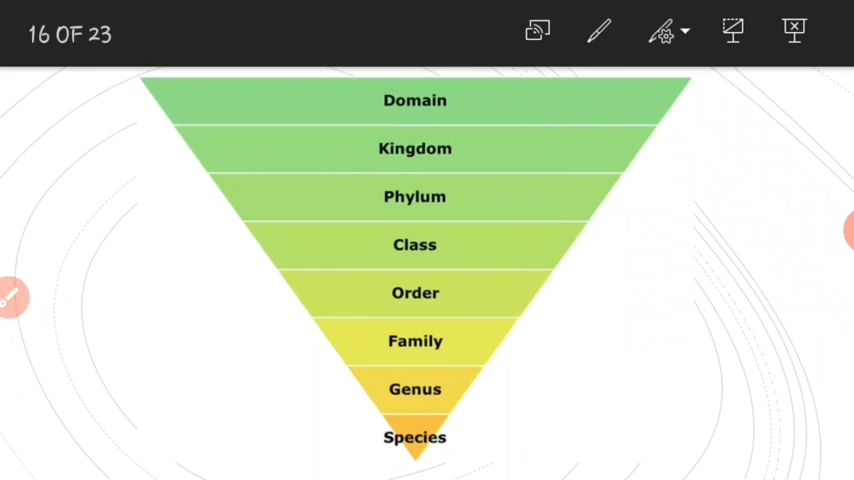 16 OF 23
Domain
Kingdom
Phylum
Class
Order
Family
Genus
Species